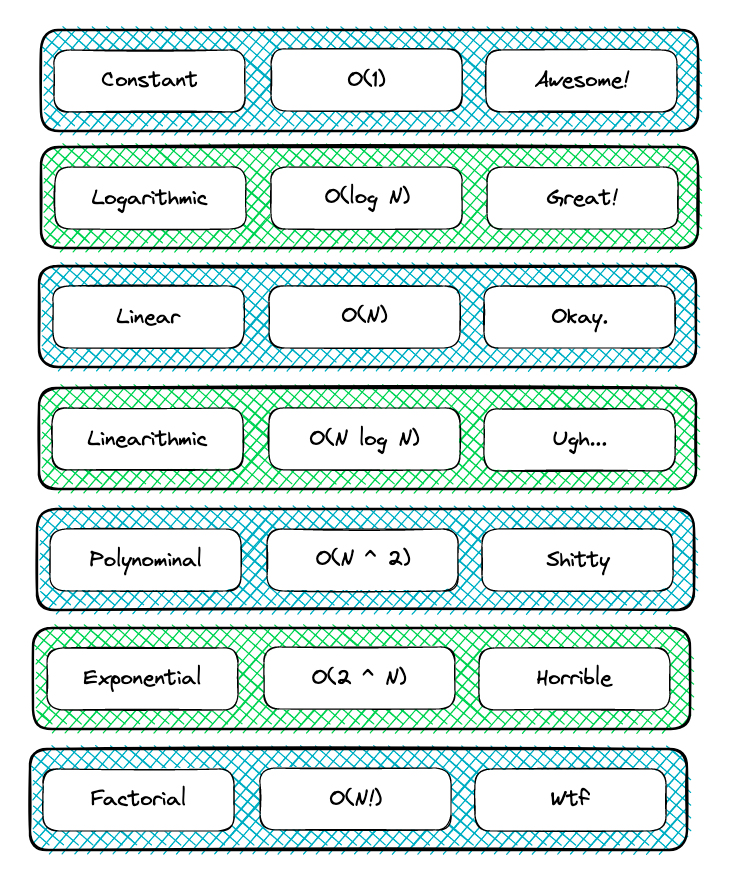 Constant O(1) Awesome!
Logarithmic O(log N) Great!
Linear O(N) Okay.
Linearithmic O(N log N) Ugh...
Polynominal O(N ^ 2) Shitty
Exponential O(2 ^ N) Horrible
Factorial O(N!) Wtf